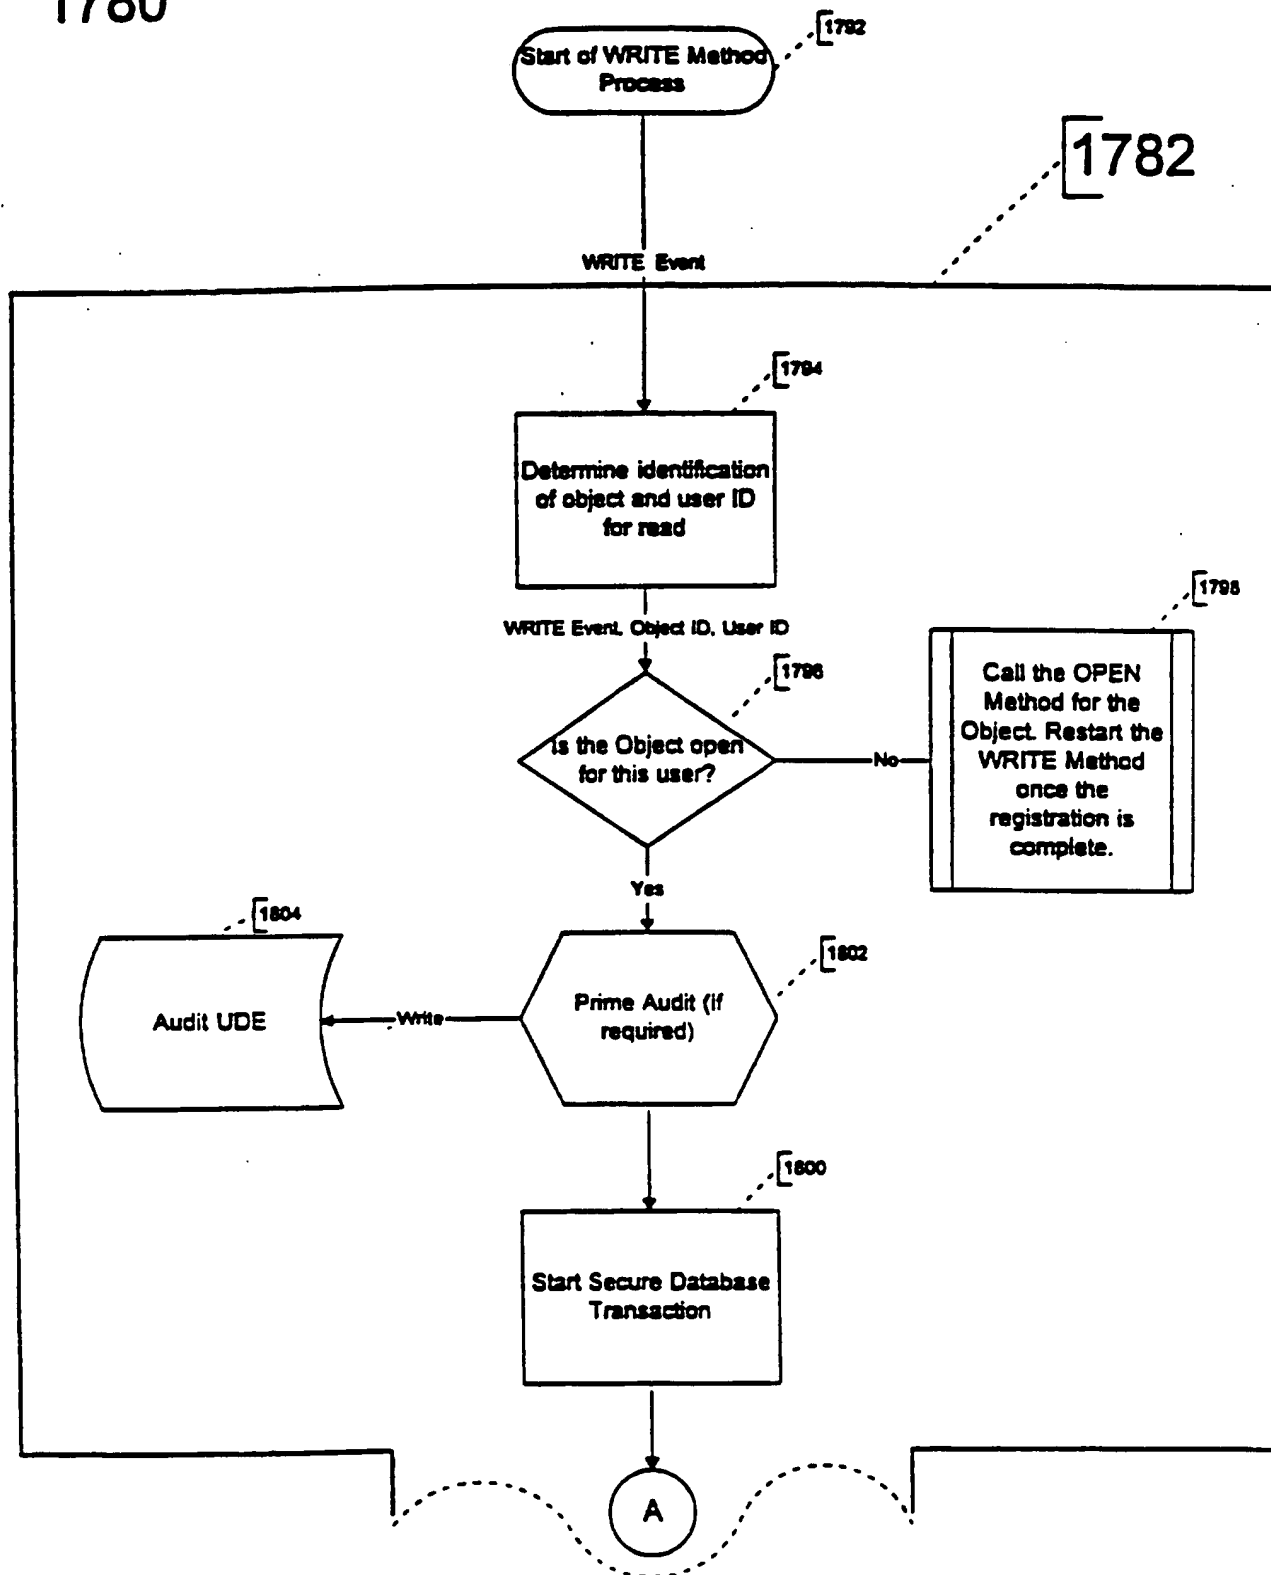 1780
1792
Start of WRITE Method
Process
1782
WRITE Event
1794
Determine identification
of object and user ID
for read
1798
WRITE Event, Object ID, User ID
1796
Call the OPEN
Method for the
Object. Restart the
WRITE Method
once the
registration is
complete.
Is the Object open
for this user?
No
Yes
1804
1802
Audit UDE
Write
Prime Audit (if
required)
1800
Start Secure Database
Transaction
A